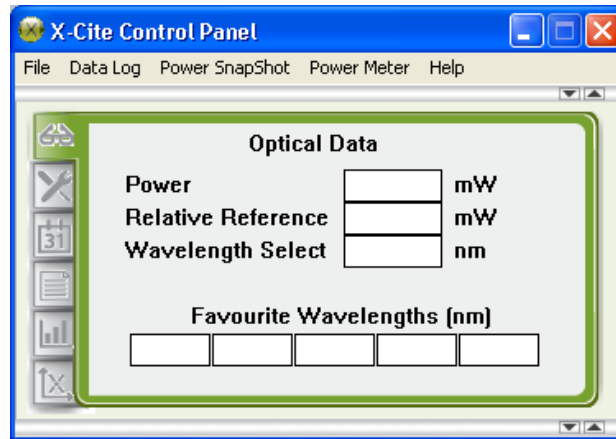 X-Cite Control Panel
File Data Log Power SnapShot Power Meter Help
Optical Data
Power mW
Relative Reference mW
Wavelength Select nm
31
Favourite Wavelengths (nm)
X